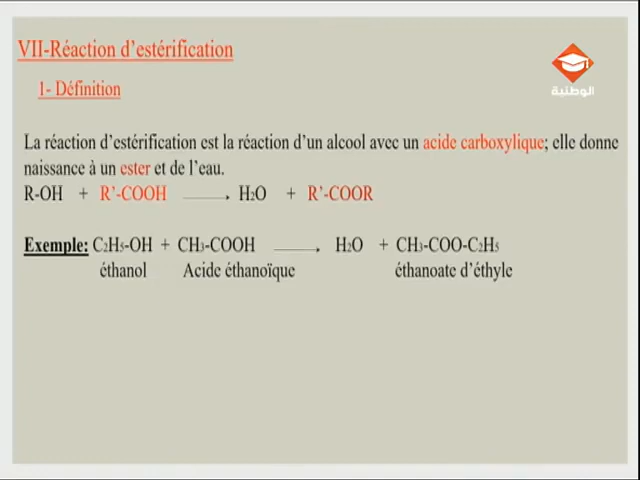 VII-Réaction d'estérification
1- Définition
الوطنية
La réaction d'estérification est la réaction d'un alcool avec un acide carboxylique; elle donne
naissance à un ester et de l'eau.
R-OH + R'-COOH → H₂O + R'-COOR
Exemple: C₂H₅-OH + CH₃-COOH → H₂O + CH₃-COO-C₂H₅
éthanol Acide éthanoïque éthanoate d'éthyle